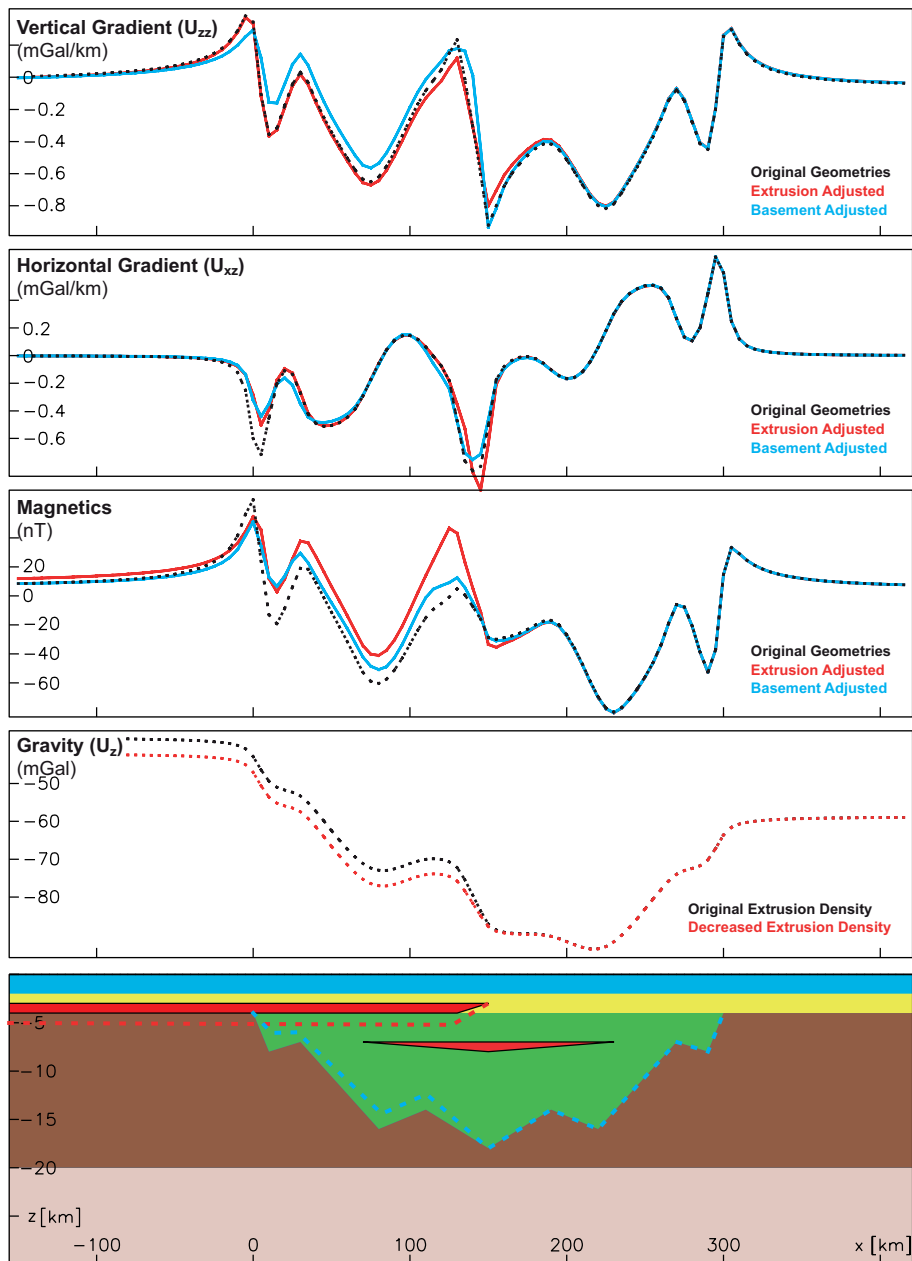 Vertical Gradient (Uzz)
(mGal/km)
0
−0.2
−0.4
−0.6
−0.8
Original Geometries
Extrusion Adjusted
Basement Adjusted
Horizontal Gradient (Uxz)
(mGal/km)
0.2
0
−0.2
−0.4
−0.6
Original Geometries
Extrusion Adjusted
Basement Adjusted
Magnetics
(nT)
20
0
−20
−40
−60
Original Geometries
Extrusion Adjusted
Basement Adjusted
Gravity (Uz)
(mGal)
−50
−60
−70
−80
Original Extrusion Density
Decreased Extrusion Density
−5
−10
−15
−20
z [km]
−100 0 100 200 300 x [km]